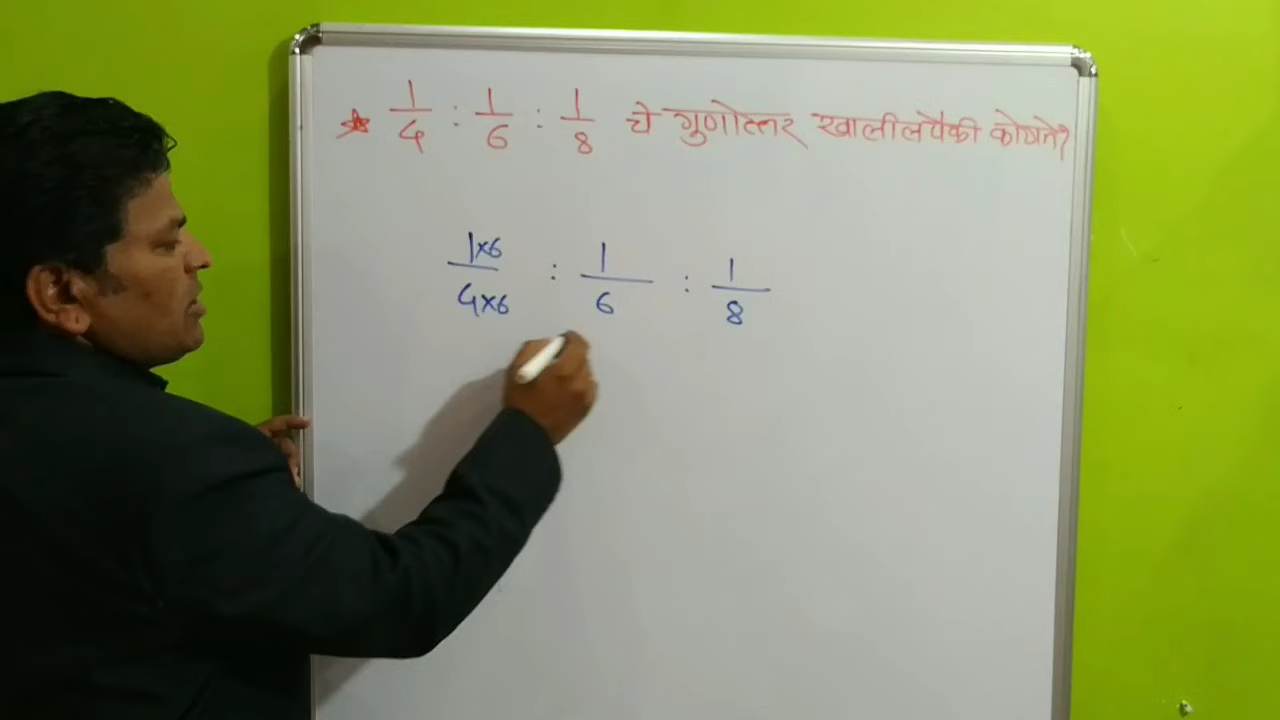 ★ 1/4 : 1/6 : 1/8 चे गुणोत्तर खालीलपैकी कोणते?
1×6/4×6 : 1/6 : 1/8